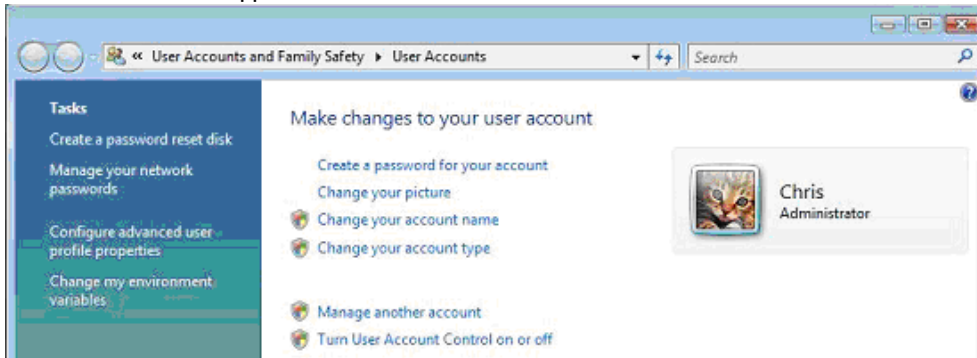 « User Accounts and Family Safety ▸ User Accounts
Search
Tasks
Create a password reset disk
Manage your network
passwords
Configure advanced user
profile properties
Change my environment
variables
Make changes to your user account
Create a password for your account
Change your picture
Change your account name
Change your account type
Manage another account
Turn User Account Control on or off
Chris
Administrator